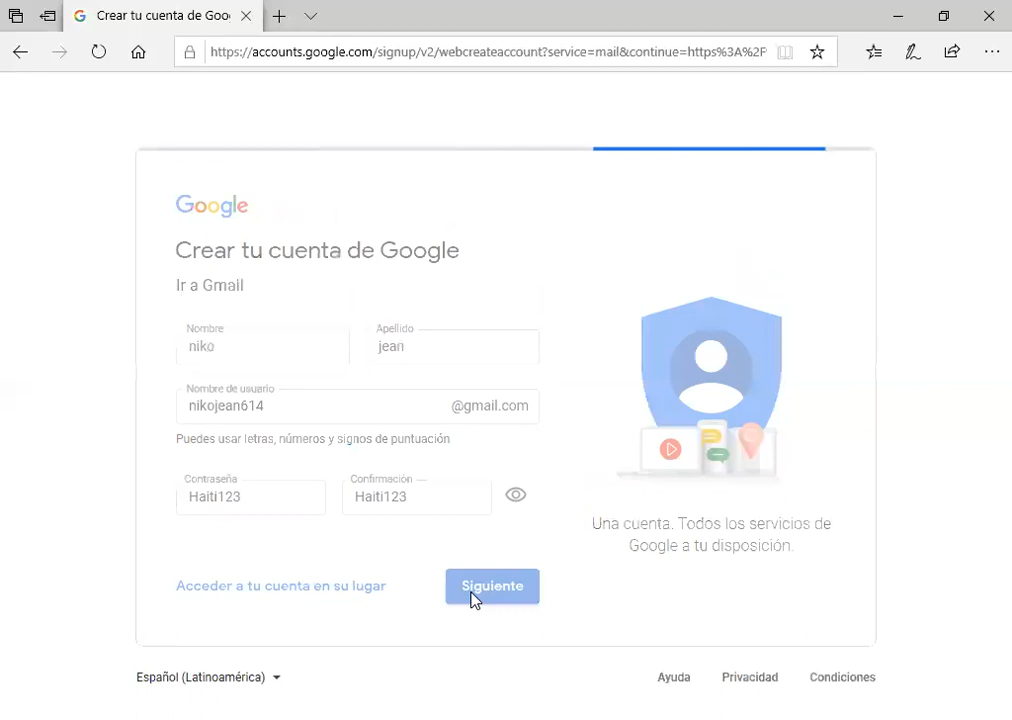 Crear tu cuenta de Goo
https://accounts.google.com/signup/v2/webcreateaccount?service=mail&continue=https%3A%2F
Google
Crear tu cuenta de Google
Ir a Gmail
Nombre Apellido
niko jean
Nombre de usuario
nikojean614 @gmail.com
Puedes usar letras, números y signos de puntuación
Contraseña Confirmación
Haiti123 Haiti123
Una cuenta. Todos los servicios de
Google a tu disposición.
Acceder a tu cuenta en su lugar Siguiente
Español (Latinoamérica) Ayuda Privacidad Condiciones